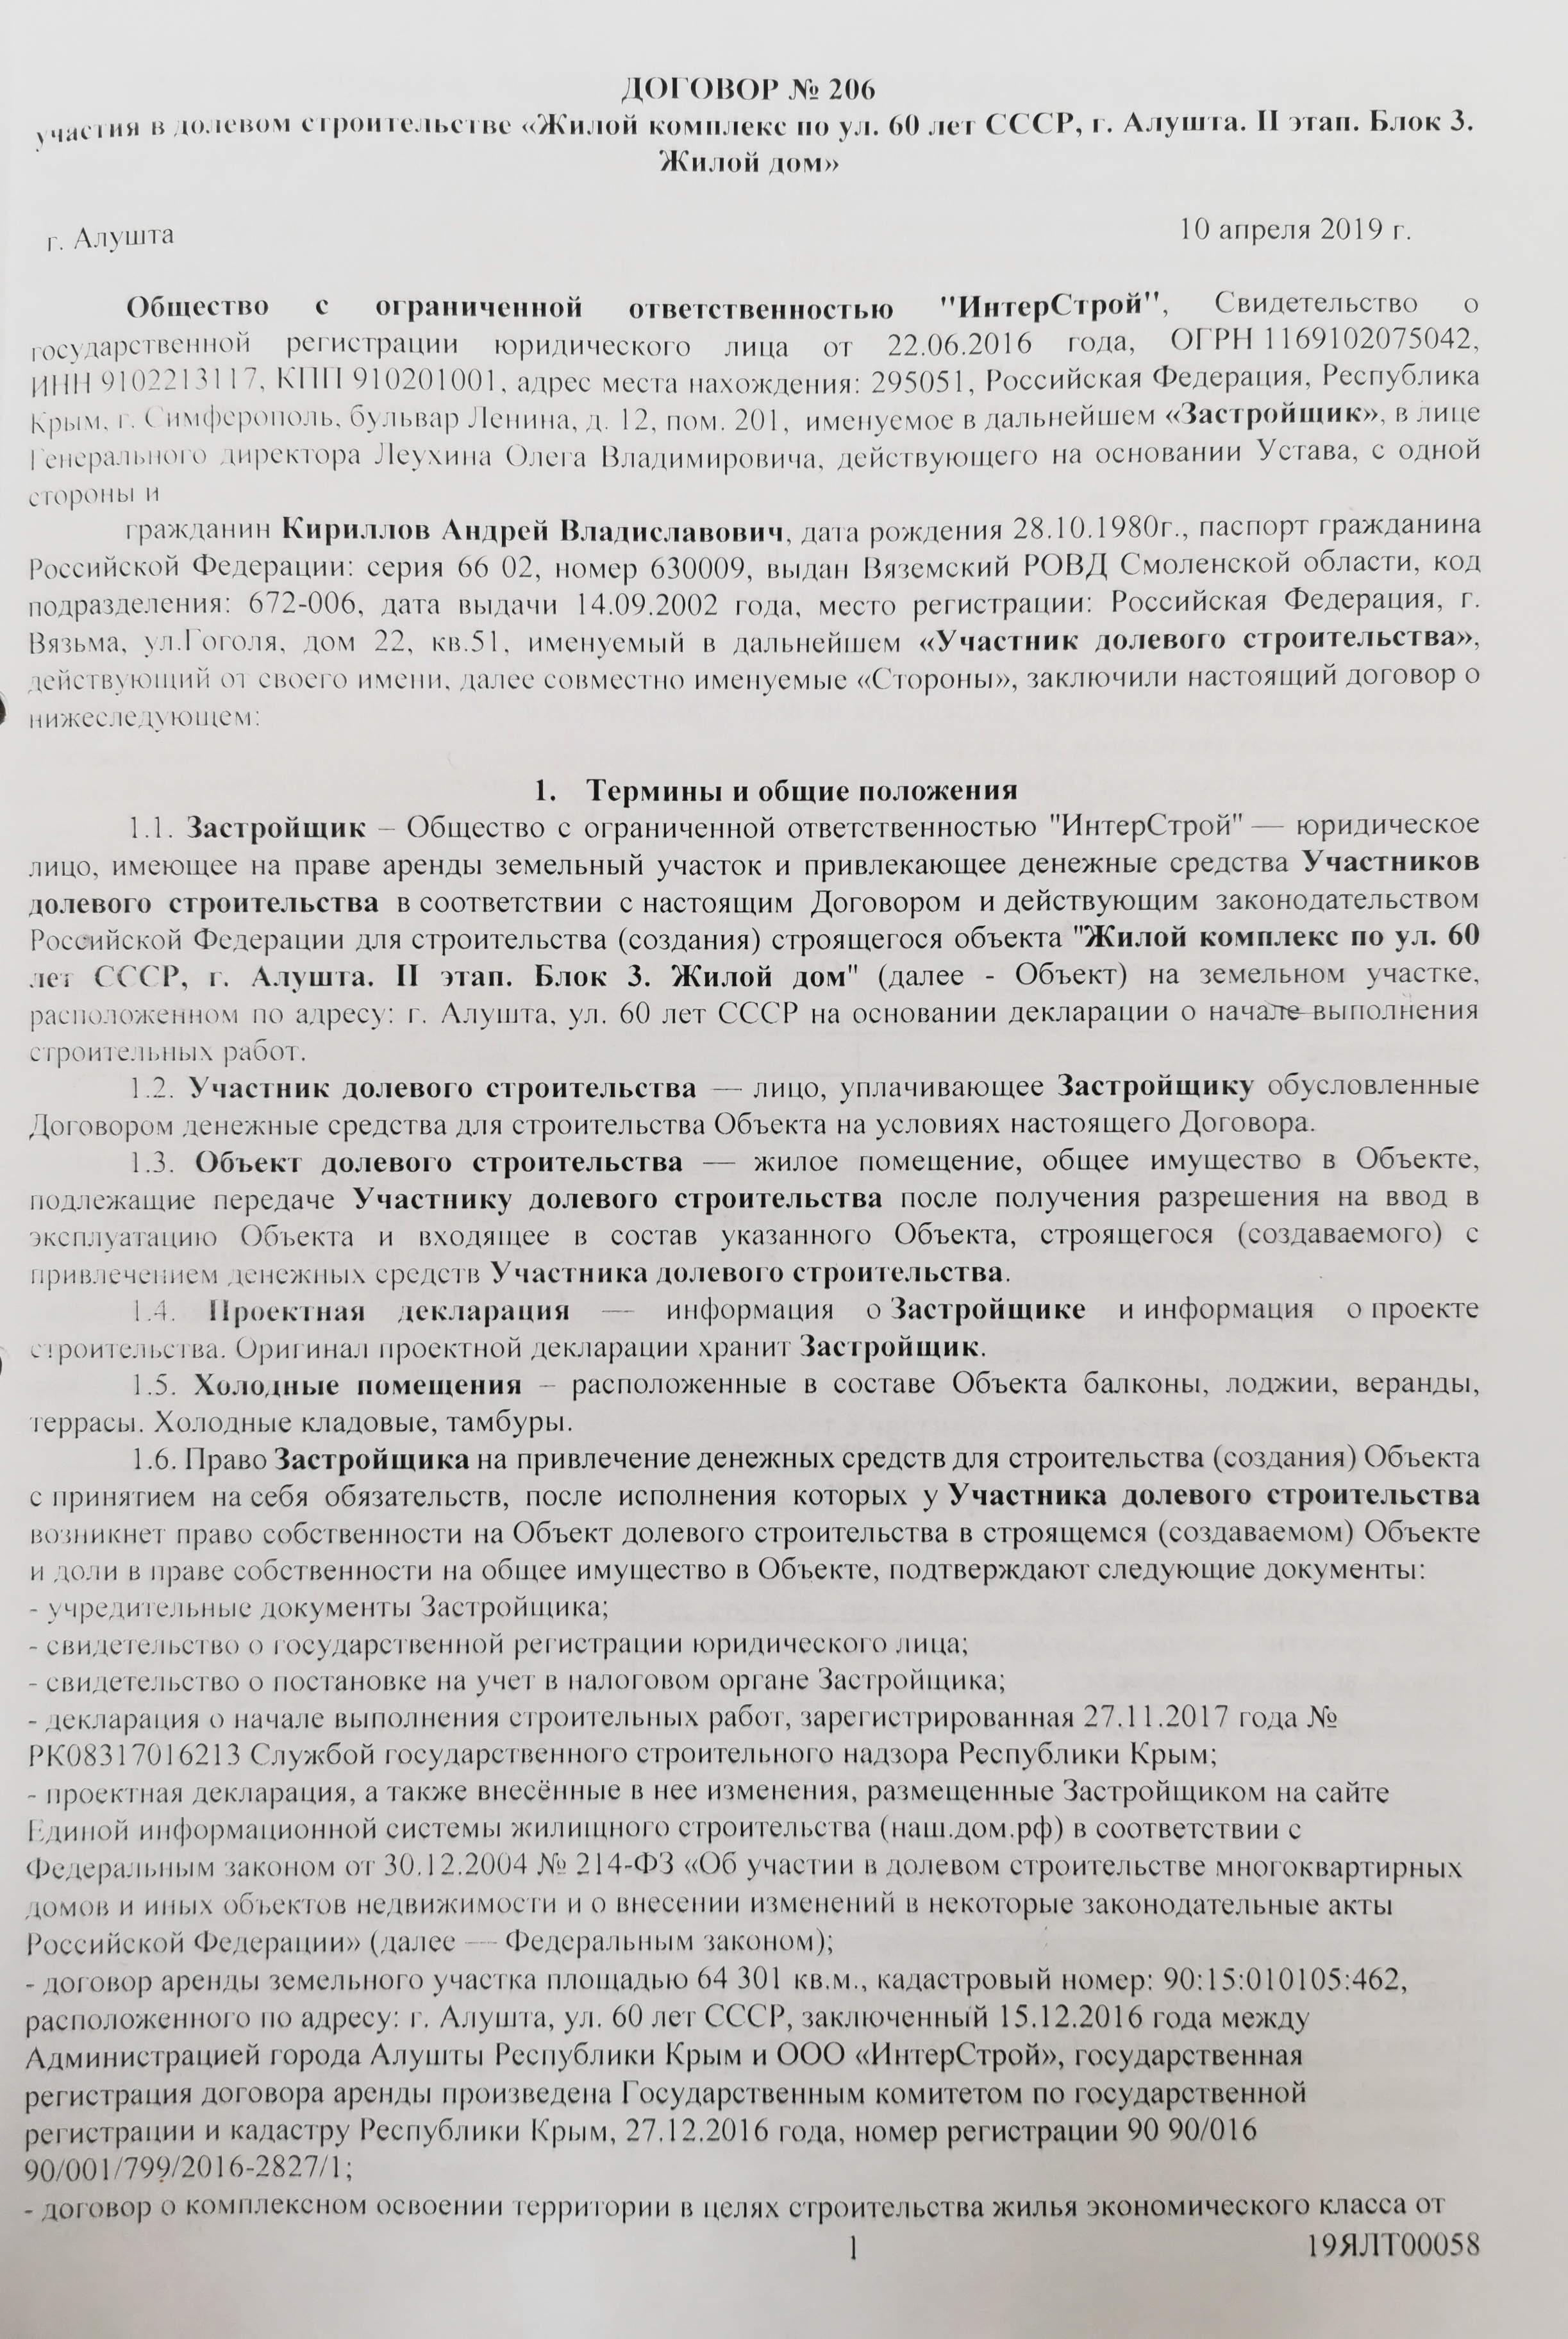 ДОГОВОР № 206
участия в долевом строительстве «Жилой комплекс по ул. 60 лет СССР, г. Алушта. II этап. Блок 3.
Жилой дом»
г. Алушта
10 апреля 2019 г.
Общество с ограниченной ответственностью "ИнтерСтрой", Свидетельство о
государственной регистрации юридического лица от 22.06.2016 года, ОГРН 1169102075042,
ИНН 9102213117, КПП 910201001, адрес места нахождения: 295051, Российская Федерация, Республика
Крым, г. Симферополь, бульвар Ленина, д. 12, пом. 201, именуемое в дальнейшем «Застройщик», в лице
Генерального директора Леухина Олега Владимировича, действующего на основании Устава, с одной
стороны и
гражданин Кириллов Андрей Владиславович, дата рождения 28.10.1980г., паспорт гражданина
Российской Федерации: серия 66 02, номер 630009, выдан Вяземский РОВД Смоленской области, код
подразделения: 672-006, дата выдачи 14.09.2002 года, место регистрации: Российская Федерация, г.
Вязьма, ул.Гоголя, дом 22, кв.51, именуемый в дальнейшем «Участник долевого строительства»,
действующий от своего имени, далее совместно именуемые «Стороны», заключили настоящий договор о
нижеследующем:
1. Термины и общие положения
1.1. Застройщик – Общество с ограниченной ответственностью "ИнтерСтрой" — юридическое
лицо, имеющее на праве аренды земельный участок и привлекающее денежные средства Участников
долевого строительства в соответствии с настоящим Договором и действующим законодательством
Российской Федерации для строительства (создания) строящегося объекта "Жилой комплекс по ул. 60
лет СССР, г. Алушта. II этап. Блок 3. Жилой дом" (далее - Объект) на земельном участке,
расположенном по адресу: г. Алушта, ул. 60 лет СССР на основании декларации о начале выполнения
строительных работ.
1.2. Участник долевого строительства — лицо, уплачивающее Застройщику обусловленные
Договором денежные средства для строительства Объекта на условиях настоящего Договора.
1.3. Объект долевого строительства — жилое помещение, общее имущество в Объекте,
подлежащие передаче Участнику долевого строительства после получения разрешения на ввод в
эксплуатацию Объекта и входящее в состав указанного Объекта, строящегося (создаваемого) с
привлечением денежных средств Участника долевого строительства.
1.4. Проектная декларация — информация о Застройщике и информация о проекте
строительства. Оригинал проектной декларации хранит Застройщик.
1.5. Холодные помещения – расположенные в составе Объекта балконы, лоджии, веранды,
террасы. Холодные кладовые, тамбуры.
1.6. Право Застройщика на привлечение денежных средств для строительства (создания) Объекта
с принятием на себя обязательств, после исполнения которых у Участника долевого строительства
возникнет право собственности на Объект долевого строительства в строящемся (создаваемом) Объекте
и доли в праве собственности на общее имущество в Объекте, подтверждают следующие документы:
- учредительные документы Застройщика;
- свидетельство о государственной регистрации юридического лица;
- свидетельство о постановке на учет в налоговом органе Застройщика;
- декларация о начале выполнения строительных работ, зарегистрированная 27.11.2017 года №
РК08317016213 Службой государственного строительного надзора Республики Крым;
- проектная декларация, а также внесённые в нее изменения, размещенные Застройщиком на сайте
Единой информационной системы жилищного строительства (наш.дом.рф) в соответствии с
Федеральным законом от 30.12.2004 № 214-ФЗ «Об участии в долевом строительстве многоквартирных
домов и иных объектов недвижимости и о внесении изменений в некоторые законодательные акты
Российской Федерации» (далее — Федеральным законом);
- договор аренды земельного участка площадью 64 301 кв.м., кадастровый номер: 90:15:010105:462,
расположенного по адресу: г. Алушта, ул. 60 лет СССР, заключенный 15.12.2016 года между
Администрацией города Алушты Республики Крым и ООО «ИнтерСтрой», государственная
регистрация договора аренды произведена Государственным комитетом по государственной
регистрации и кадастру Республики Крым, 27.12.2016 года, номер регистрации 90 90/016
90/001/799/2016-2827/1;
- договор о комплексном освоении территории в целях строительства жилья экономического класса от
1
19ЯЛТ00058